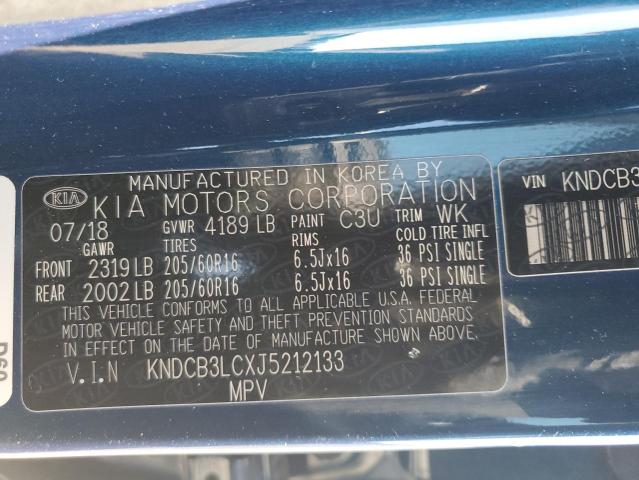 MANUFACTURED IN KOREA BY
KIA KIA MOTORS CORPORATION
07/18 GVWR 4189 LB PAINT C3U TRIM WK
GAWR TIRES RIMS COLD TIRE INFL
FRONT 2319 LB 205/60R16 6.5Jx16 36 PSI SINGLE
REAR 2002 LB 205/60R16 6.5Jx16 36 PSI SINGLE
THIS VEHICLE CONFORMS TO ALL APPLICABLE U.S.A. FEDERAL
MOTOR VEHICLE SAFETY AND THEFT PREVENTION STANDARDS
IN EFFECT ON THE DATE OF MANUFACTURE SHOWN ABOVE.
V.I.N KNDCB3LCXJ5212133
MPV
VIN KNDCB3
D60